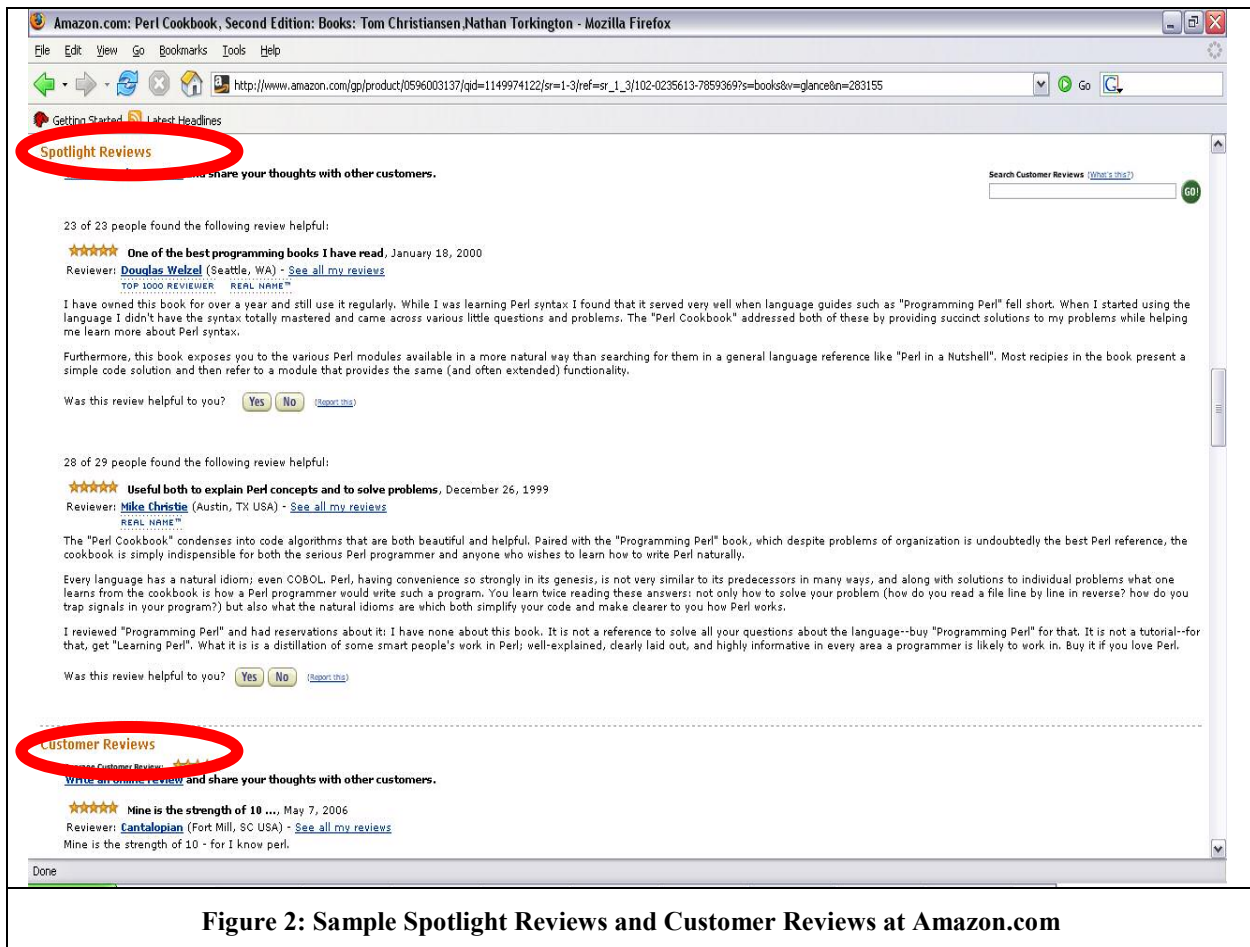 Amazon.com: Perl Cookbook, Second Edition: Books: Tom Christiansen,Nathan Torkington - Mozilla Firefox
File Edit View Go Bookmarks Tools Help
http://www.amazon.com/gp/product/0596003137/qid=1149974122/sr=1-3/ref=sr_1_3/102-0235613-7859369?s=books&v=glance&n=283155 Go
Getting Started Latest Headlines
Spotlight Reviews
and share your thoughts with other customers.
Search Customer Reviews (What's this?)
GO!
23 of 23 people found the following review helpful:
One of the best programming books I have read, January 18, 2000
Reviewer: Douglas Welzel (Seattle, WA) - See all my reviews
TOP 1000 REVIEWER REAL NAME™
I have owned this book for over a year and still use it regularly. While I was learning Perl syntax I found that it served very well when language guides such as "Programming Perl" fell short. When I started using the
language I didn't have the syntax totally mastered and came across various little questions and problems. The "Perl Cookbook" addressed both of these by providing succinct solutions to my problems while helping
me learn more about Perl syntax.
Furthermore, this book exposes you to the various Perl modules available in a more natural way than searching for them in a general language reference like "Perl in a Nutshell". Most recipies in the book present a
simple code solution and then refer to a module that provides the same (and often extended) functionality.
Was this review helpful to you? Yes No (Report this)
28 of 29 people found the following review helpful:
Useful both to explain Perl concepts and to solve problems, December 26, 1999
Reviewer: Mike Christie (Austin, TX USA) - See all my reviews
REAL NAME™
The "Perl Cookbook" condenses into code algorithms that are both beautiful and helpful. Paired with the "Programming Perl" book, which despite problems of organization is undoubtedly the best Perl reference, the
cookbook is simply indispensible for both the serious Perl programmer and anyone who wishes to learn how to write Perl naturally.
Every language has a natural idiom; even COBOL. Perl, having convenience so strongly in its genesis, is not very similar to its predecessors in many ways, and along with solutions to individual problems what one
learns from the cookbook is how a Perl programmer would write such a program. You learn twice reading these answers: not only how to solve your problem (how do you read a file line by line in reverse? how do you
trap signals in your program?) but also what the natural idioms are which both simplify your code and make clearer to you how Perl works.
I reviewed "Programming Perl" and had reservations about it: I have none about this book. It is not a reference to solve all your questions about the language--buy "Programming Perl" for that. It is not a tutorial--for
that, get "Learning Perl". What it is is a distillation of some smart people's work in Perl; well-explained, clearly laid out, and highly informative in every area a programmer is likely to work in. Buy it if you love Perl.
Was this review helpful to you? Yes No (Report this)
Customer Reviews
Customer Review:
Write an online review and share your thoughts with other customers.
Mine is the strength of 10 ..., May 7, 2006
Reviewer: Cantalopian (Fort Mill, SC USA) - See all my reviews
Mine is the strength of 10 - for I know perl.
Done
Figure 2: Sample Spotlight Reviews and Customer Reviews at Amazon.com